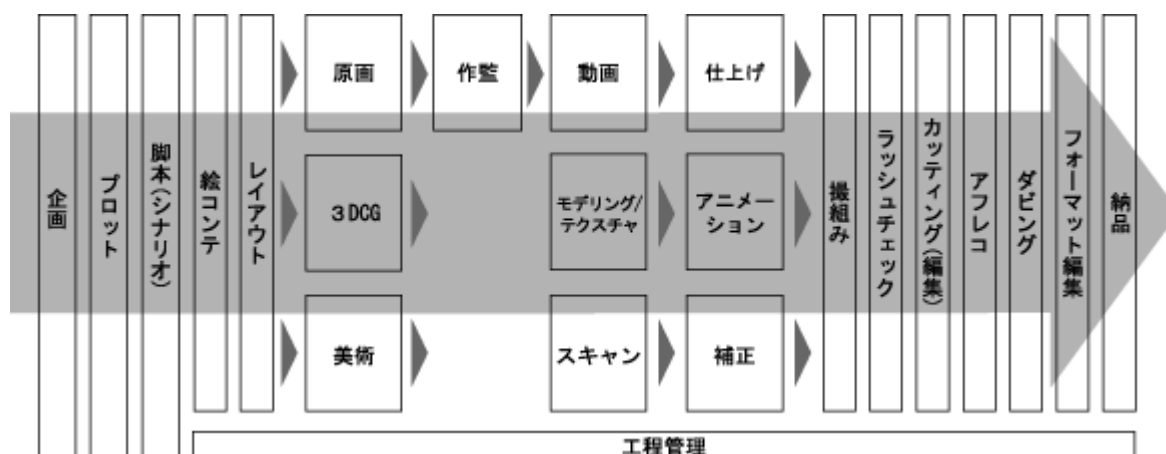 企画
プロット
脚本(シナリオ)
絵コンテ
レイアウト
原画
作監
動画
仕上げ
3DCG
モデリング/
テクスチャ
アニメー
ション
美術
スキャン
補正
撮組み
ラッシュチェック
カッティング(編集)
アフレコ
ダビング
フォーマット編集
納品
工程管理